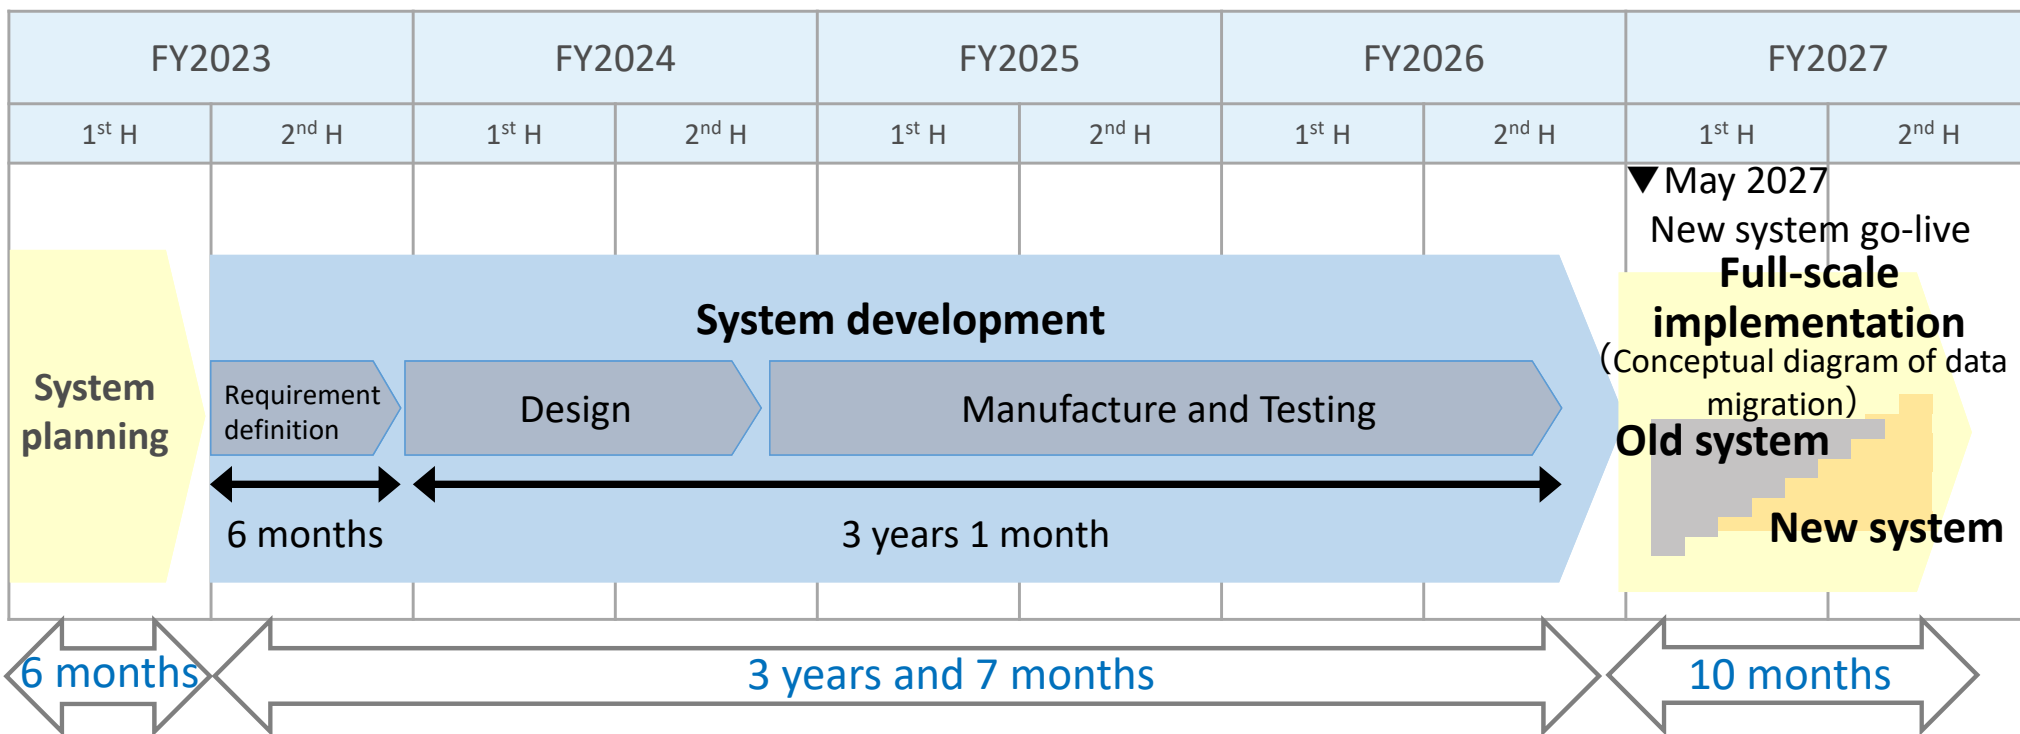 FY2023 FY2024 FY2025 FY2026 FY2027
1st H 2nd H 1st H 2nd H 1st H 2nd H 1st H 2nd H 1st H 2nd H
▼May 2027
New system go-live
System
planning
System development
Requirement
definition
Design
Manufacture and Testing
6 months
3 years 1 month
Full-scale
implementation
（Conceptual diagram of data
migration）
Old system
New system
6 months
3 years and 7 months
10 months